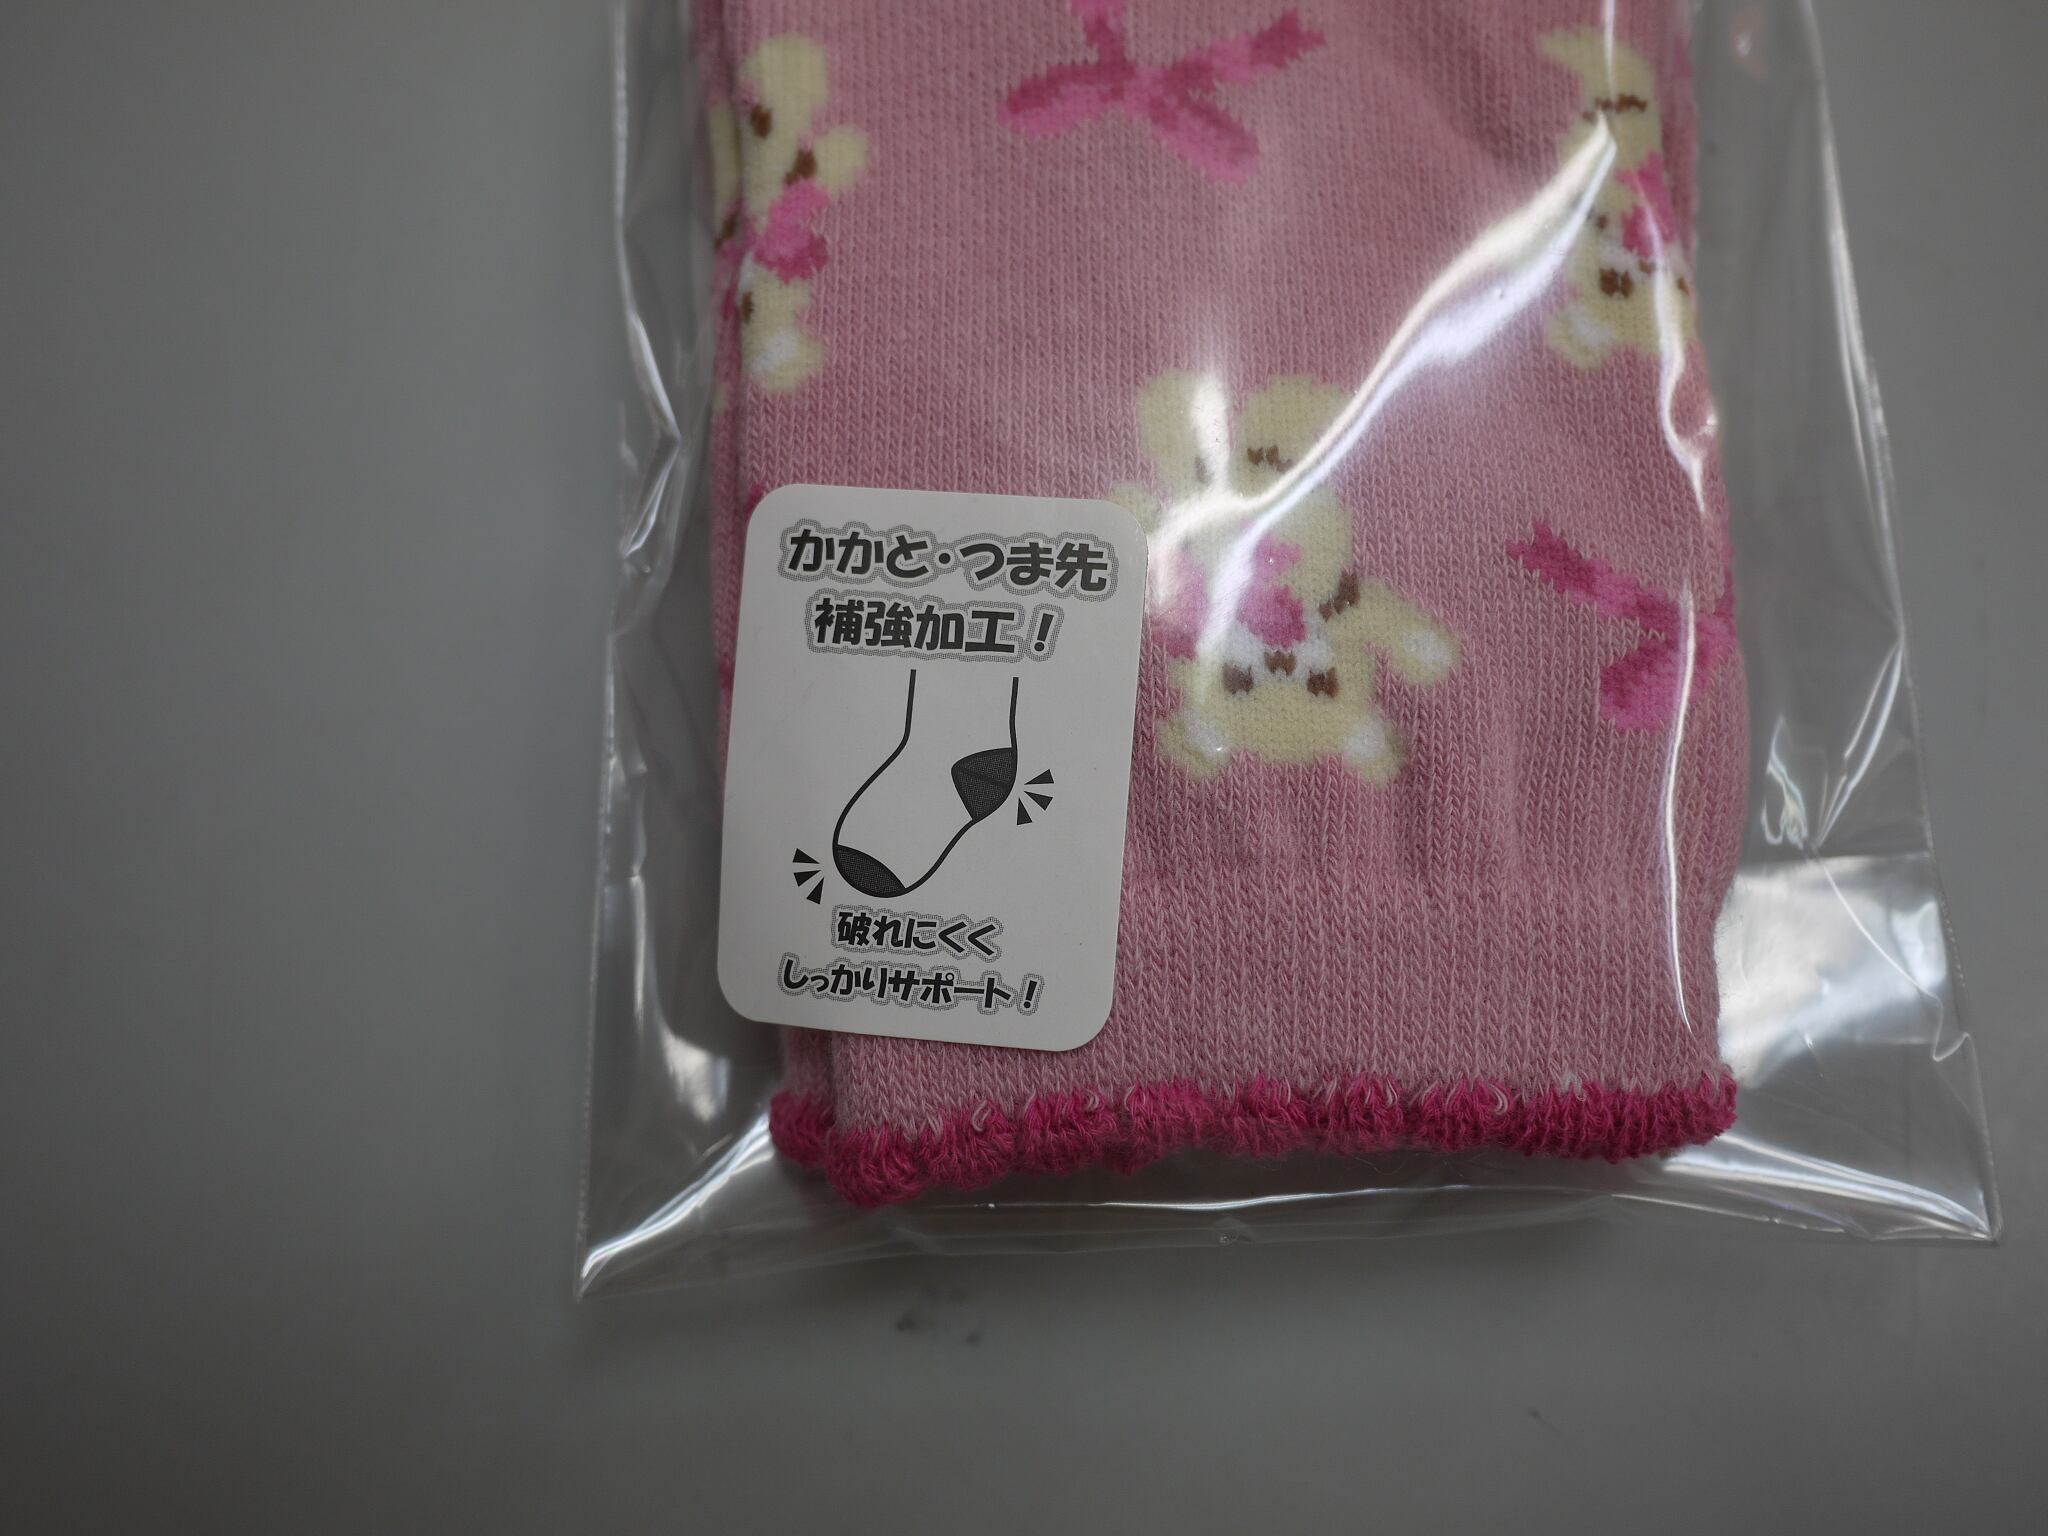 かかと・つま先
補強加工！
破れにくく
しっかりサポート！